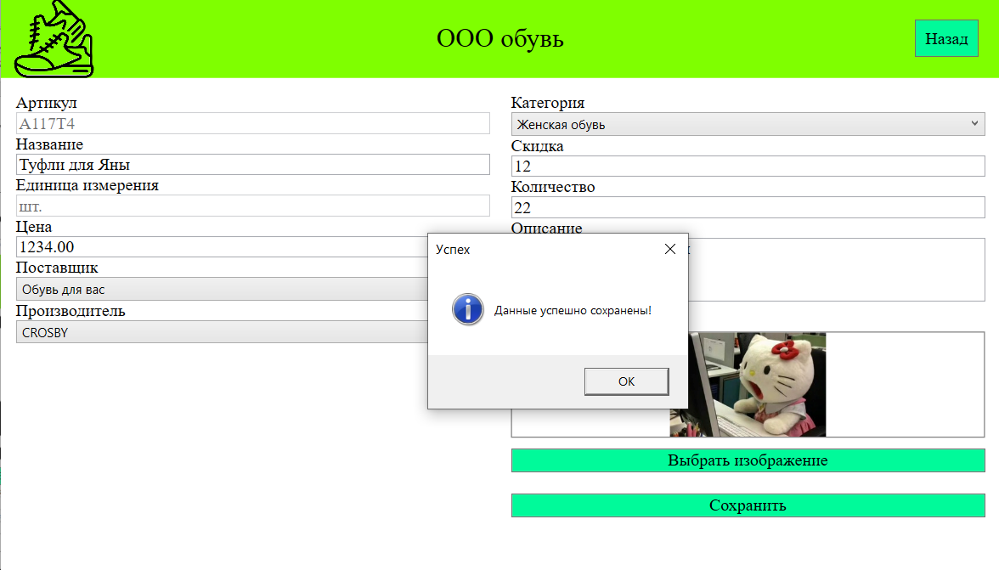 ООО обувь
Назад
Артикул
A117T4
Название
Туфли для Яны
Единица измерения
шт.
Цена
1234.00
Поставщик
Обувь для вас
Производитель
CROSBY
Категория
Женская обувь
Скидка
12
Количество
22
Описание
Успех
Данные успешно сохранены!
OK
Выбрать изображение
Сохранить